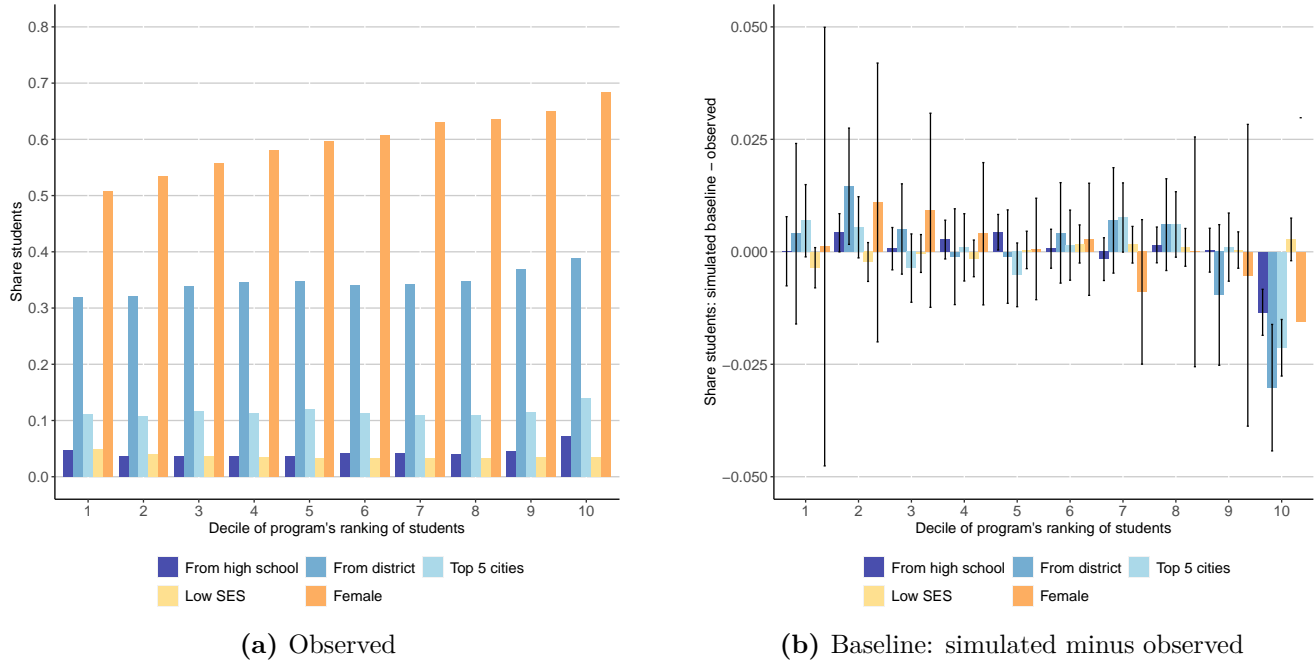 0.8
0.7
0.6
0.5
0.4
0.3
0.2
0.1
0.0
Share students
1 2 3 4 5 6 7 8 9 10
Decile of program's ranking of students
From high school From district Top 5 cities
Low SES Female
(a) Observed
0.050
0.025
0.000
−0.025
−0.050
Share students: simulated baseline − observed
1 2 3 4 5 6 7 8 9 10
Decile of program's ranking of students
From high school From district Top 5 cities
Low SES Female
(b) Baseline: simulated minus observed